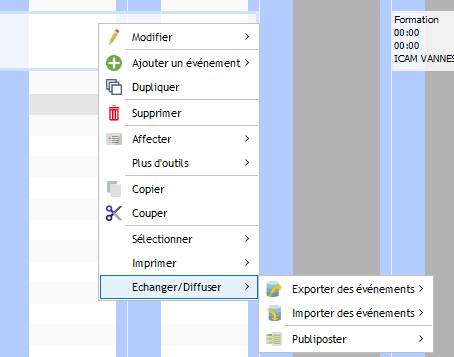 Formation
00:00
00:00
ICAM VANNES
Modifier
Ajouter un événement
Dupliquer
Supprimer
Affecter
Plus d'outils
Copier
Couper
Sélectionner
Imprimer
Echanger/Diffuser
Exporter des événements
Importer des événements
Publiposter